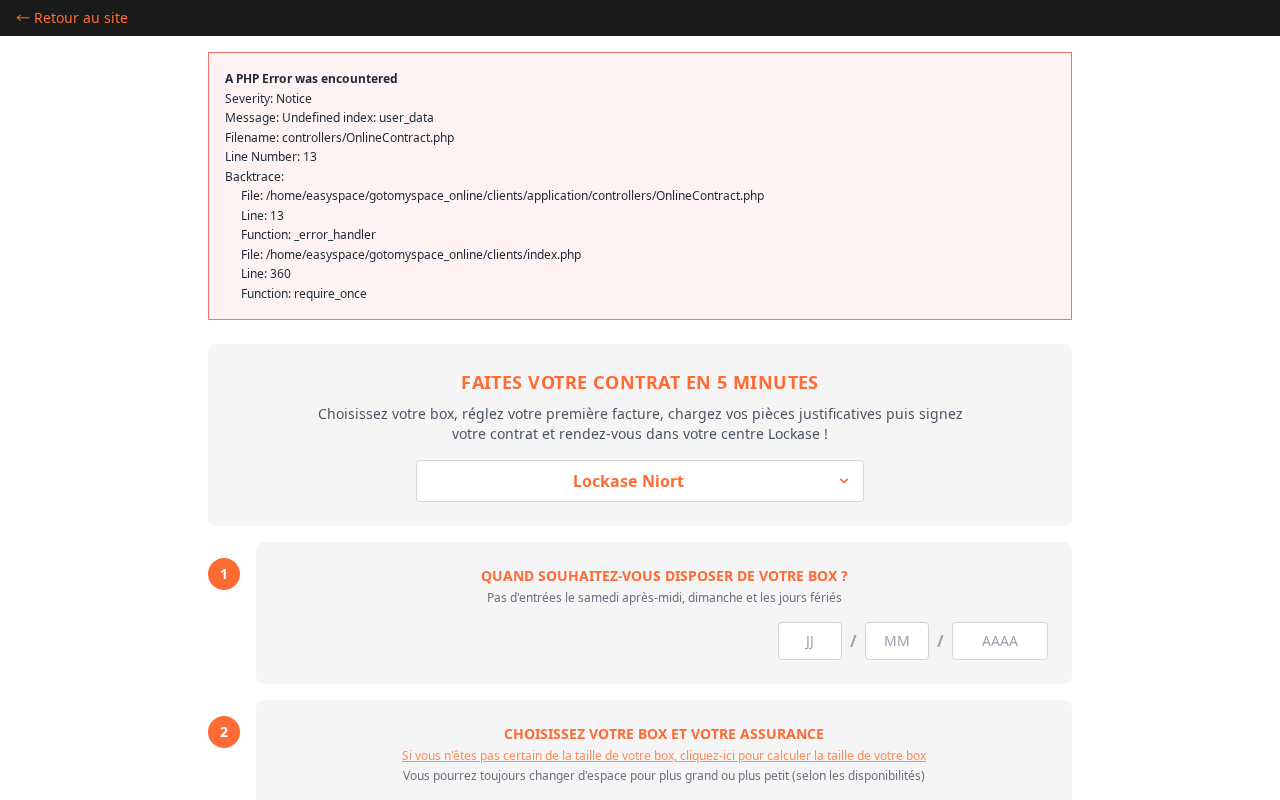 ← Retour au site
A PHP Error was encountered
Severity: Notice
Message: Undefined index: user_data
Filename: controllers/OnlineContract.php
Line Number: 13
Backtrace:
File: /home/easyspace/gotomyspace_online/clients/application/controllers/OnlineContract.php
Line: 13
Function: _error_handler
File: /home/easyspace/gotomyspace_online/clients/index.php
Line: 360
Function: require_once
FAITES VOTRE CONTRAT EN 5 MINUTES
Choisissez votre box, réglez votre première facture, chargez vos pièces justificatives puis signez
votre contrat et rendez-vous dans votre centre Lockase !
Lockase Niort
1
QUAND SOUHAITEZ-VOUS DISPOSER DE VOTRE BOX ?
Pas d'entrées le samedi après-midi, dimanche et les jours fériés
JJ / MM / AAAA
2
CHOISISSEZ VOTRE BOX ET VOTRE ASSURANCE
Si vous n'êtes pas certain de la taille de votre box, cliquez-ici pour calculer la taille de votre box
Vous pourrez toujours changer d'espace pour plus grand ou plus petit (selon les disponibilités)